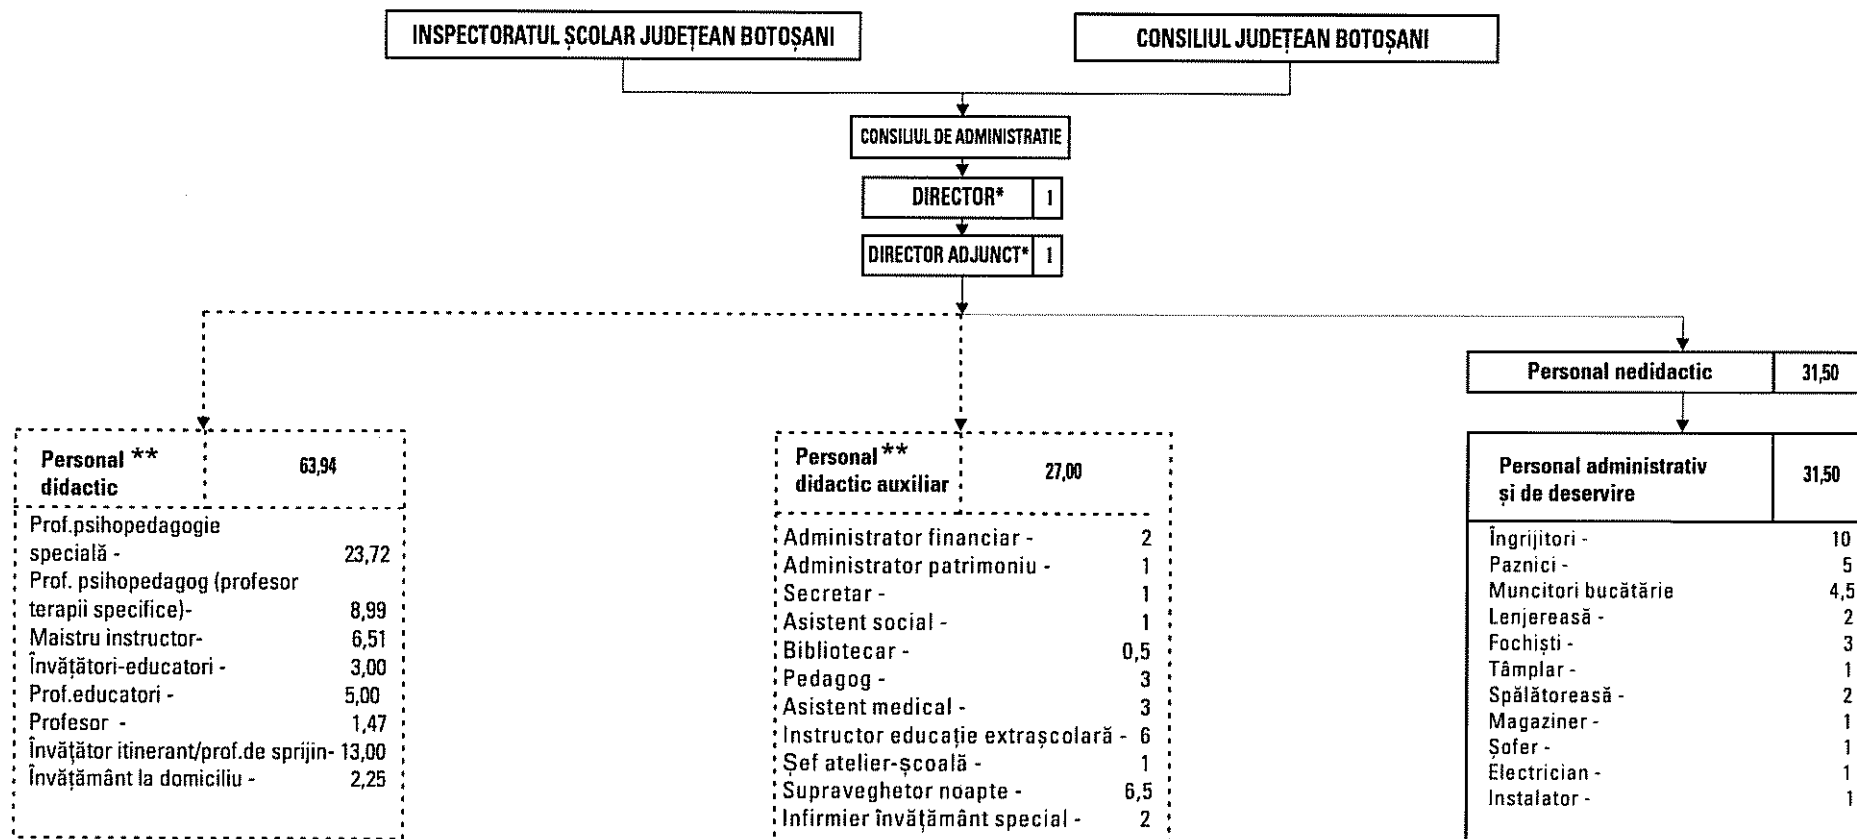 INSPECTORATUL ȘCOLAR JUDEȚEAN BOTOȘANI
CONSILIUL JUDEȚEAN BOTOȘANI
CONSILIUL DE ADMINISTRATIE
DIRECTOR* 1
DIRECTOR ADJUNCT* 1
Personal nedidactic 31,50
Personal **
didactic 63,94
Prof.psihopedagogie
specială - 23,72
Prof. psihopedagog (profesor
terapii specifice)- 8,99
Maistru instructor- 6,51
Învățători-educatori - 3,00
Prof.educatori - 5,00
Profesor - 1,47
Învățător itinerant/prof.de sprijin- 13,00
Învățământ la domiciliu - 2,25
Personal **
didactic auxiliar 27,00
Administrator financiar - 2
Administrator patrimoniu - 1
Secretar - 1
Asistent social - 1
Bibliotecar - 0,5
Pedagog - 3
Asistent medical - 3
Instructor educație extrașcolară - 6
Șef atelier-școală - 1
Supraveghetor noapte - 6,5
Infirmier învățământ special - 2
Personal administrativ
și de deservire 31,50
Îngrijitori - 10
Paznici - 5
Muncitori bucătărie 4,5
Lenjereasă - 2
Fochiști - 3
Tâmplar - 1
Spălătoreasă - 2
Magaziner - 1
Șofer - 1
Electrician - 1
Instalator - 1